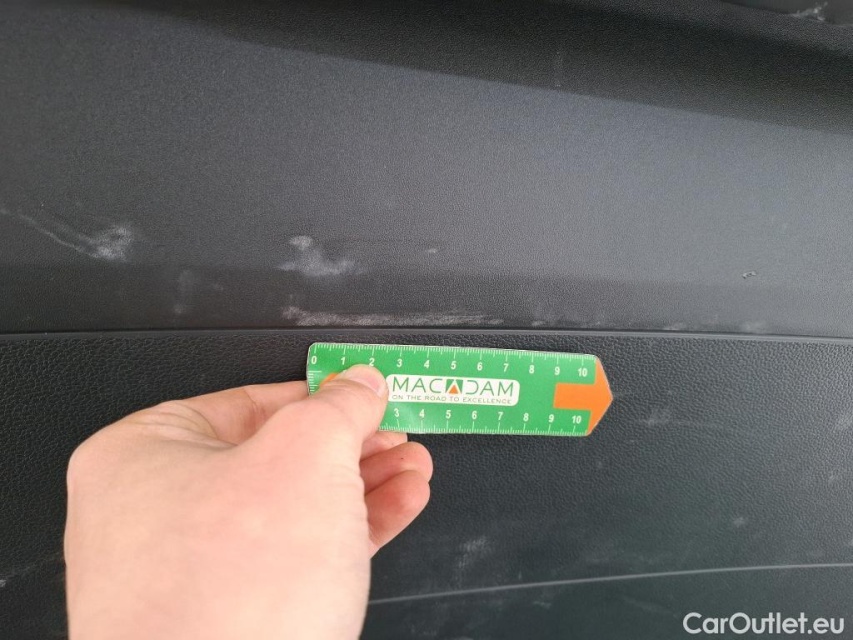 0 1 2 3 4 5 6 7 8 9 10
MACADAM
ON THE ROAD TO EXCELLENCE
3 4 5 6 7 8 9 10
CarOutlet.eu